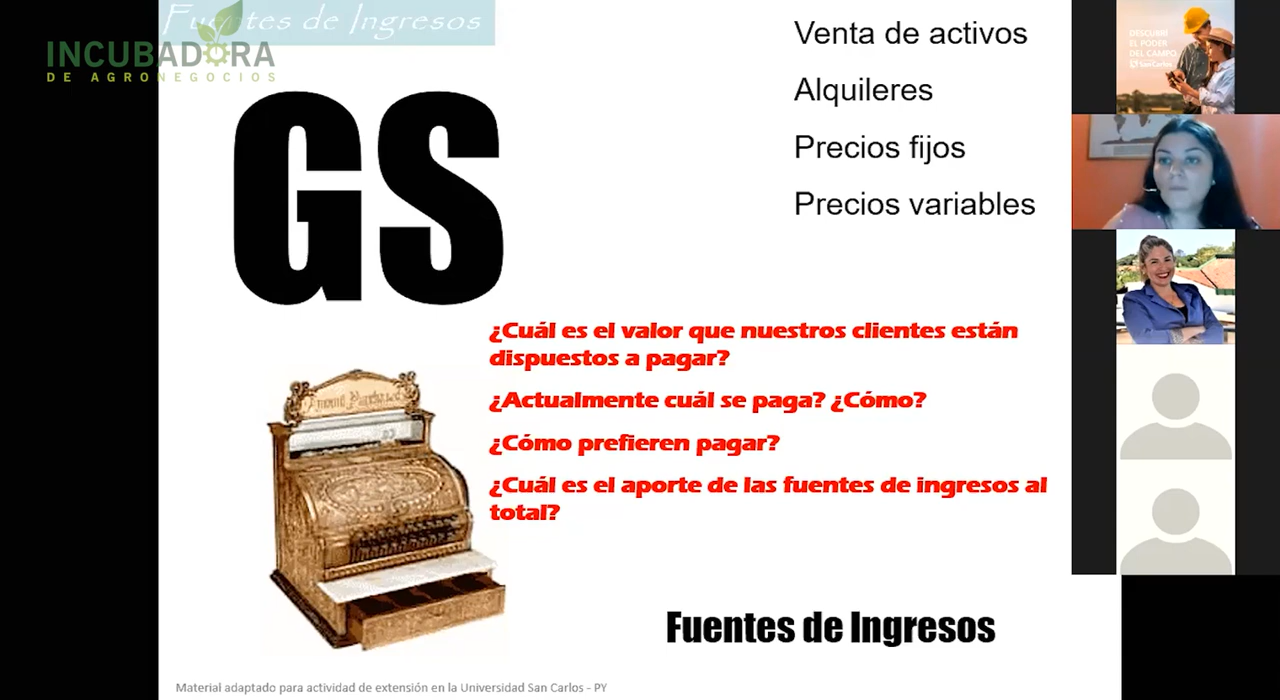 Fuentes de Ingresos
INCUBADORA
DE AGRONEGOCIOS
GS
Venta de activos
Alquileres
Precios fijos
Precios variables
¿Cuál es el valor que nuestros clientes están
dispuestos a pagar?
¿Actualmente cuál se paga? ¿Cómo?
¿Cómo prefieren pagar?
¿Cuál es el aporte de las fuentes de ingresos al
total?
Fuentes de Ingresos
Material adaptado para actividad de extensión en la Universidad San Carlos - PY
DESCUBRÍ
EL PODER
DEL CAMPO
San Carlos